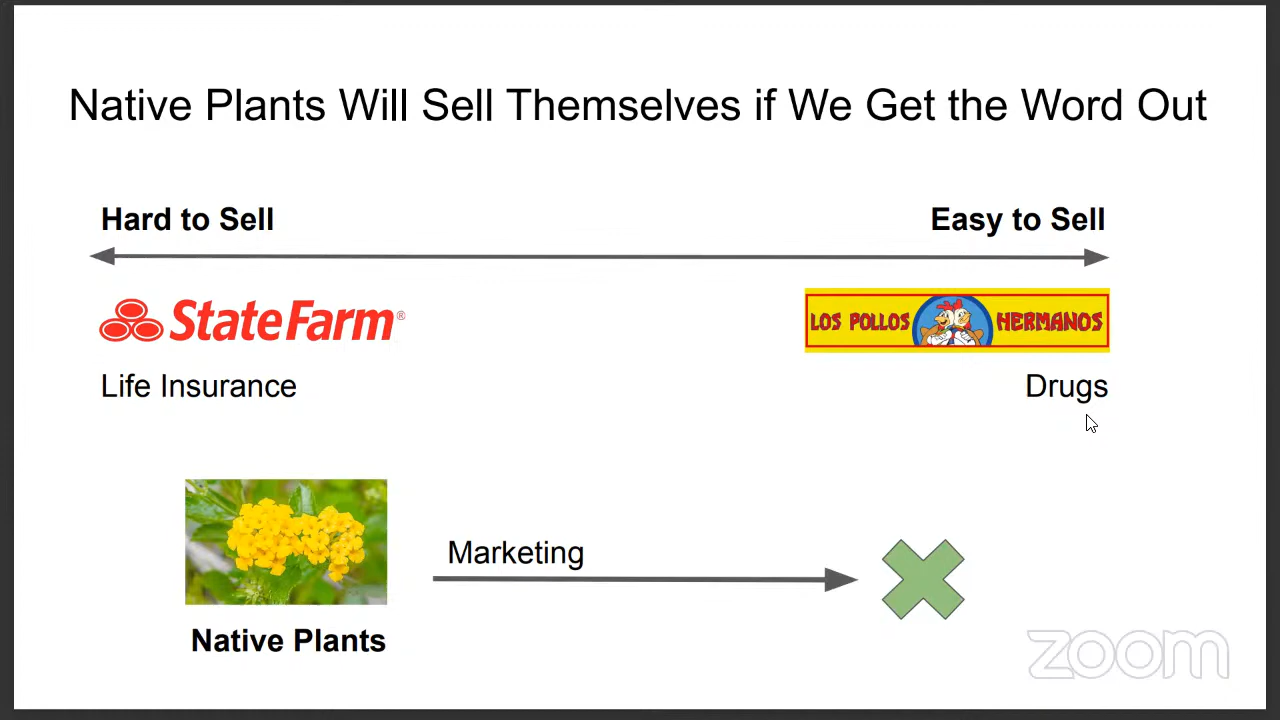 Native Plants Will Sell Themselves if We Get the Word Out
Hard to Sell
Easy to Sell
StateFarm®
LOS POLLOS HERMANOS
Life Insurance
Drugs
Marketing
Native Plants
zoom